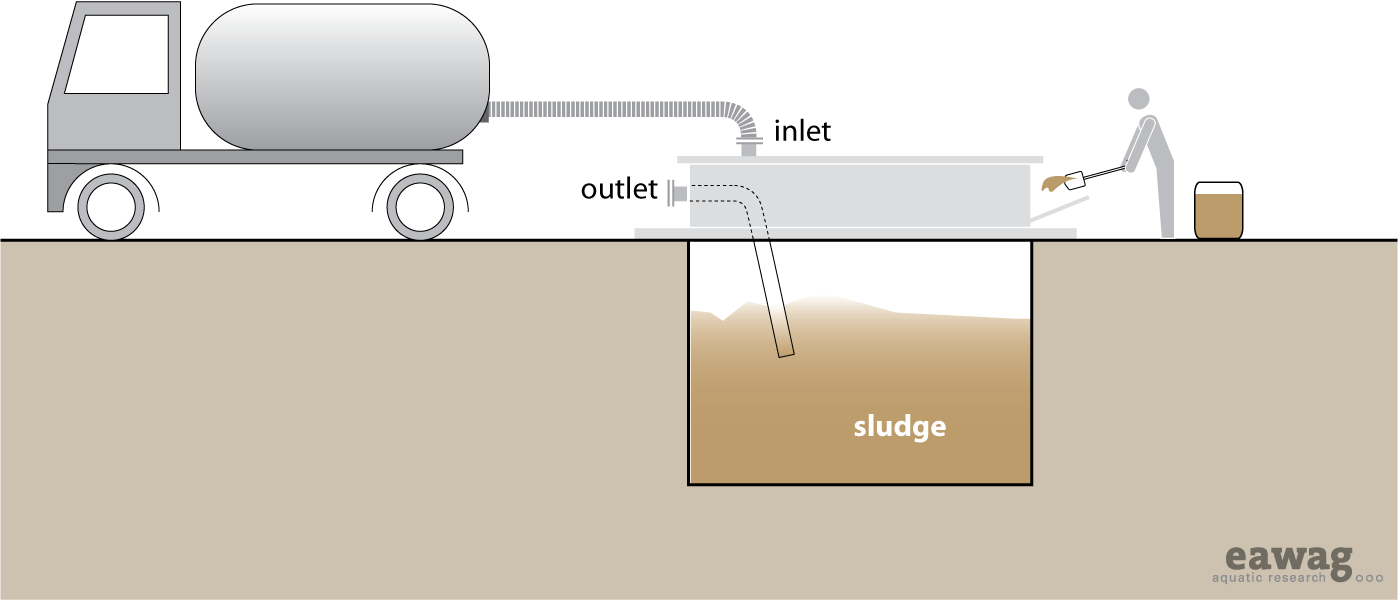 inlet
outlet
sludge
eawag
aquatic research